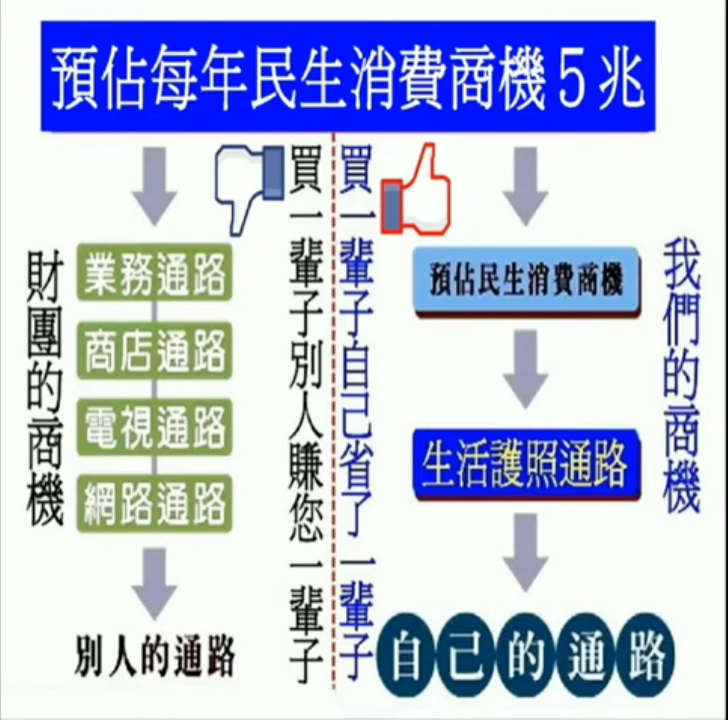 預佔每年民生消費商機5兆
財團的商機
業務通路
商店通路
電視通路
網路通路
別人的通路
買一輩子別人賺您一輩子
買一輩子自己省了一輩子
預佔民生消費商機
生活護照通路
自己的通路
我們的商機